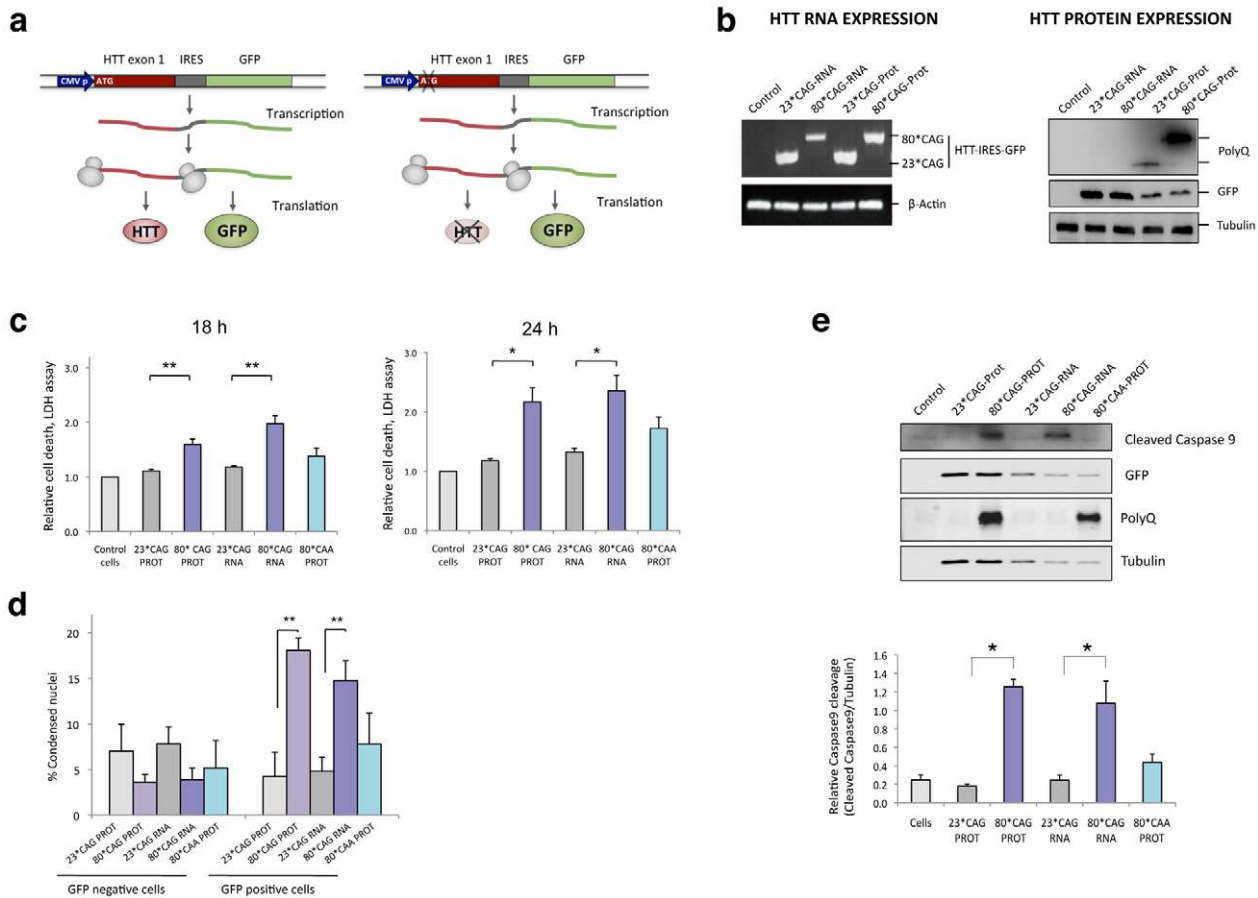 a
HTT exon 1 IRES GFP
CMV p ATG
Transcription
Translation
HTT GFP
HTT exon 1 IRES GFP
CMV p ATG
Transcription
Translation
HTT GFP
b
HTT RNA EXPRESSION
Control
23*CAG-RNA
80*CAG-RNA
23*CAG-Prot
80*CAG-Prot
80*CAG
23*CAG
HTT-IRES-GFP
β-Actin
HTT PROTEIN EXPRESSION
Control
23*CAG-RNA
80*CAG-RNA
23*CAG-Prot
80*CAG-Prot
PolyQ
GFP
Tubulin
c
18 h
Relative cell death, LDH assay
3.0
2.0
1.0
0.0
** **
Control cells
23*CAG PROT
80* CAG PROT
23*CAG RNA
80*CAG RNA
80*CAA PROT
24 h
Relative cell death, LDH assay
3.0
2.0
1.0
0.0
* *
Control cells
23*CAG PROT
80* CAG PROT
23*CAG RNA
80*CAG RNA
80*CAA PROT
d
% Condensed nuclei
20
15
10
5
0
** **
23*CAG PROT
80*CAG PROT
23*CAG RNA
80*CAG RNA
80*CAA PROT
GFP negative cells
23*CAG PROT
80*CAG PROT
23*CAG RNA
80*CAG RNA
80*CAA PROT
GFP positive cells
e
Control
23*CAG-Prot
80*CAG-PROT
23*CAG-RNA
80*CAG-RNA
80*CAA-PROT
Cleaved Caspase 9
GFP
PolyQ
Tubulin
Relative Caspase9 cleavage
(Cleaved Caspase9/Tubulin)
1.6
1.4
1.2
1.0
0.8
0.6
0.4
0.2
0.0
* *
Cells
23*CAG PROT
80*CAG PROT
23*CAG RNA
80*CAG RNA
80*CAA PROT